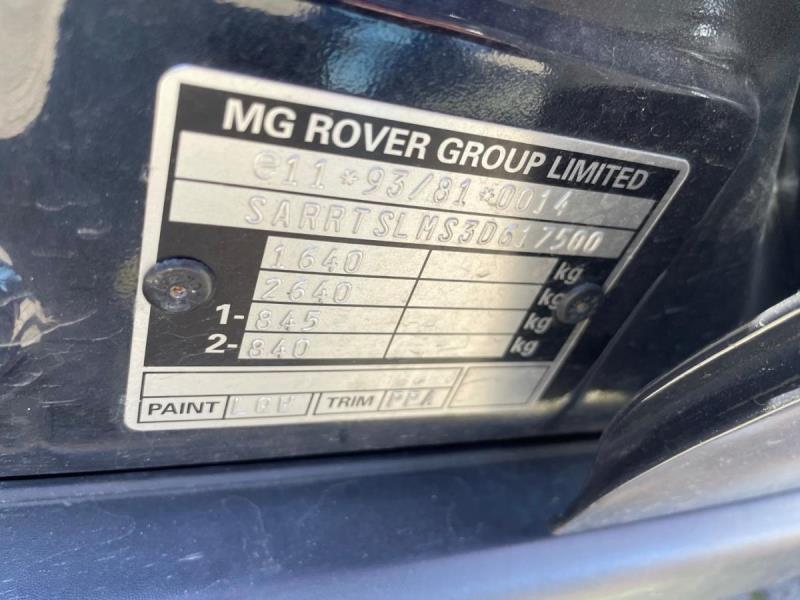 MG ROVER GROUP LIMITED
e11*93/81*0014
SARRTSLMS3D617500
1640 kg
2640 kg
1- 845 kg
2- 840 kg
PAINT TRIM PPA